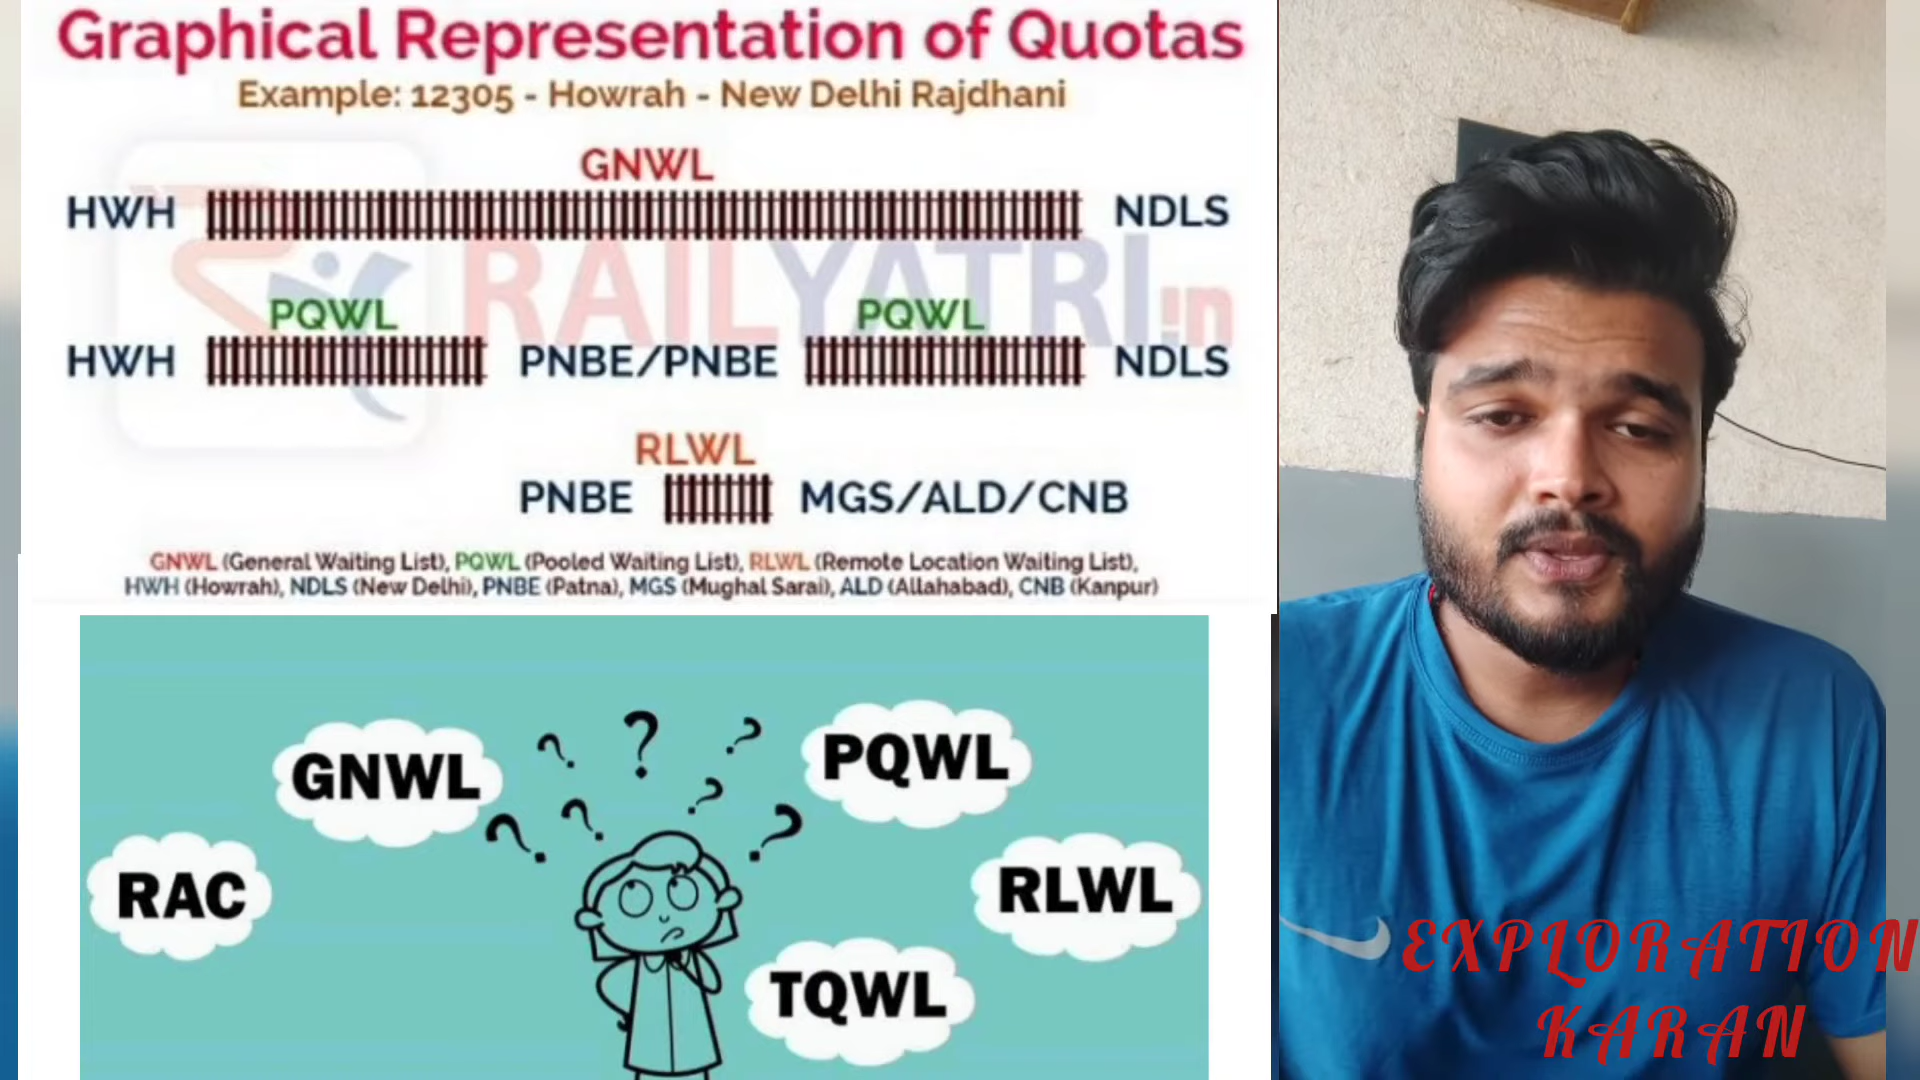 Graphical Representation of Quotas
Example: 12305 - Howrah - New Delhi Rajdhani
GNWL
HWH NDLS
RAILYATRI.in
PQWL PQWL
HWH PNBE/PNBE NDLS
RLWL
PNBE MGS/ALD/CNB
GNWL (General Waiting List), PQWL (Pooled Waiting List), RLWL (Remote Location Waiting List),
HWH (Howrah), NDLS (New Delhi), PNBE (Patna), MGS (Mughal Sarai), ALD (Allahabad), CNB (Kanpur)
? ? ?
GNWL PQWL
? ? ? ?
RAC RLWL
TQWL
EXPLORATION
KARAN